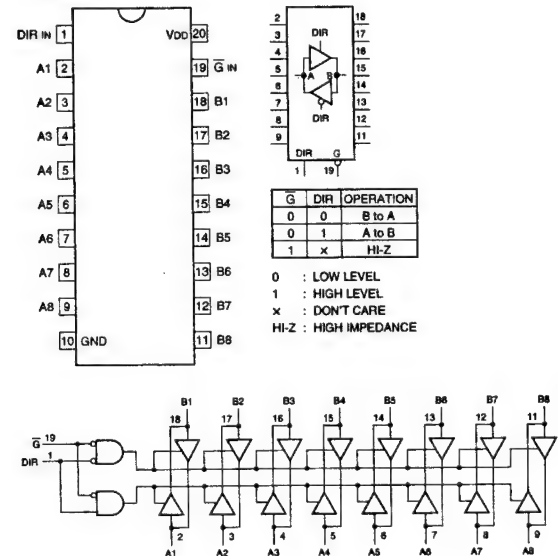 DIR IN 1
VDD 20
A1 2
19 G IN
A2 3
18 B1
A3 4
17 B2
A4 5
16 B3
A5 6
15 B4
A6 7
14 B5
A7 8
13 B6
A8 9
12 B7
10 GND
11 B8
2 18
3 17
4 16
5 15
6 14
7 13
8 12
9 11
DIR
A B
DIR
DIR G
1 19
G DIR OPERATION
0 0 B to A
0 1 A to B
1 × HI-Z
0 : LOW LEVEL
1 : HIGH LEVEL
× : DON'T CARE
HI-Z : HIGH IMPEDANCE
B1 B2 B3 B4 B5 B6 B7 B8
18 17 16 15 14 13 12 11
G 19
DIR 1
2 3 4 5 6 7 8 9
A1 A2 A3 A4 A5 A6 A7 A8